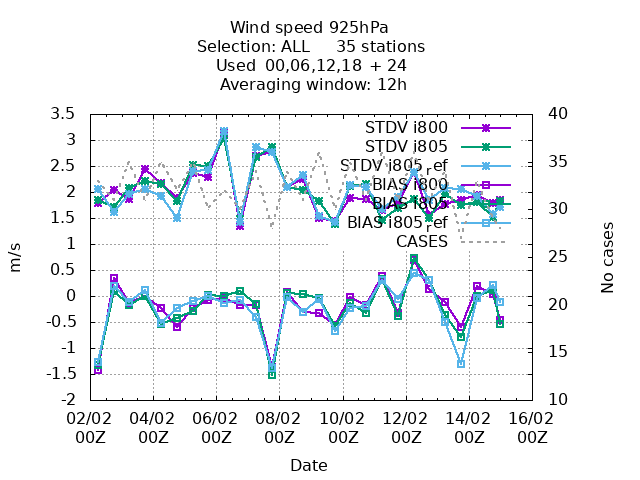 Wind speed 925hPa
Selection: ALL 35 stations
Used 00,06,12,18 + 24
Averaging window: 12h
3.5
3
2.5
2
1.5
1
0.5
0
-0.5
-1
-1.5
-2
m/s
40
35
30
25
20
15
10
No cases
STDV i800
STDV i805
STDV i805_ref
BIAS i800
BIAS i805
BIAS i805_ref
CASES
02/02 04/02 06/02 08/02 10/02 12/02 14/02 16/02
00Z 00Z 00Z 00Z 00Z 00Z 00Z 00Z
Date